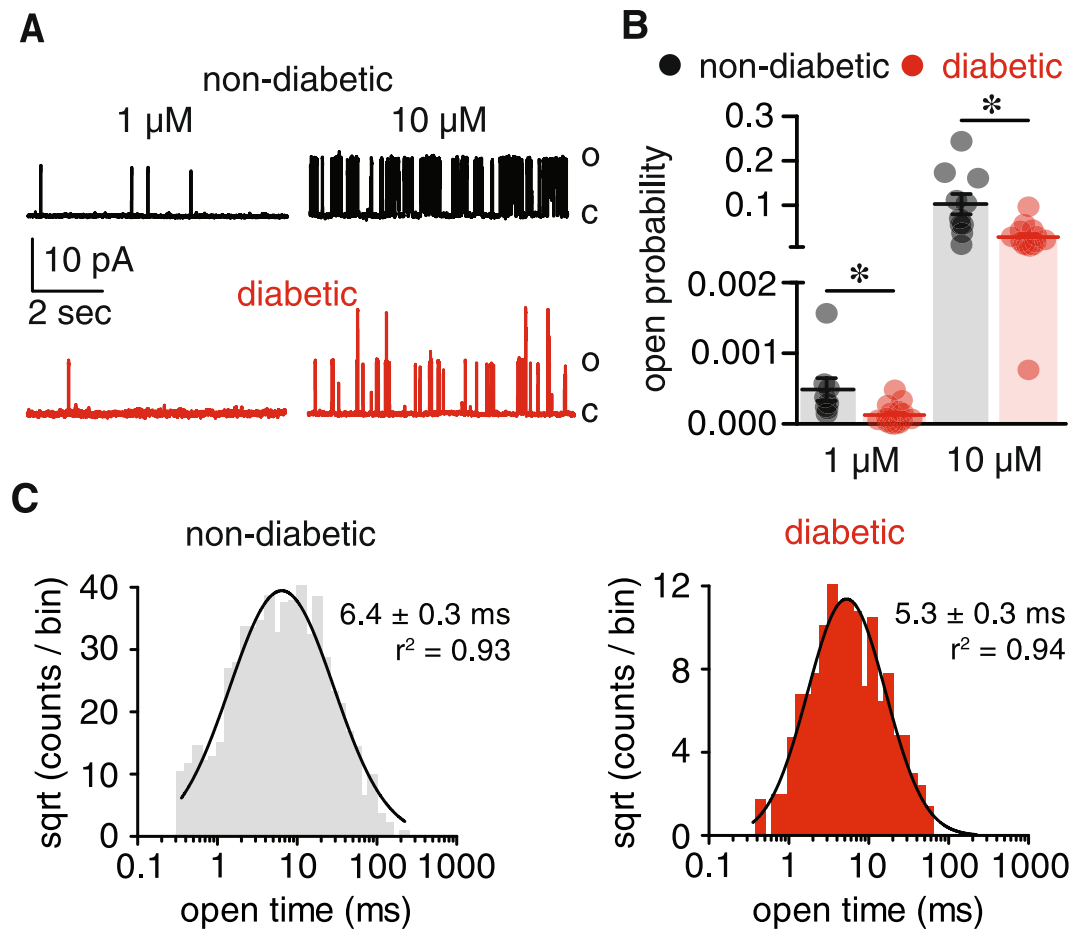 A
non-diabetic
1 µM 10 µM
o
c
10 pA
2 sec
diabetic
o
c
B
non-diabetic diabetic
open probability
0.3
0.2
0.1
0.002
0.001
0.000
*
*
1 µM 10 µM
C
non-diabetic
sqrt (counts / bin)
40
30
20
10
0
6.4 ± 0.3 ms
r² = 0.93
0.1 1 10 100 1000
open time (ms)
diabetic
sqrt (counts / bin)
12
8
4
0
5.3 ± 0.3 ms
r² = 0.94
0.1 1 10 100 1000
open time (ms)